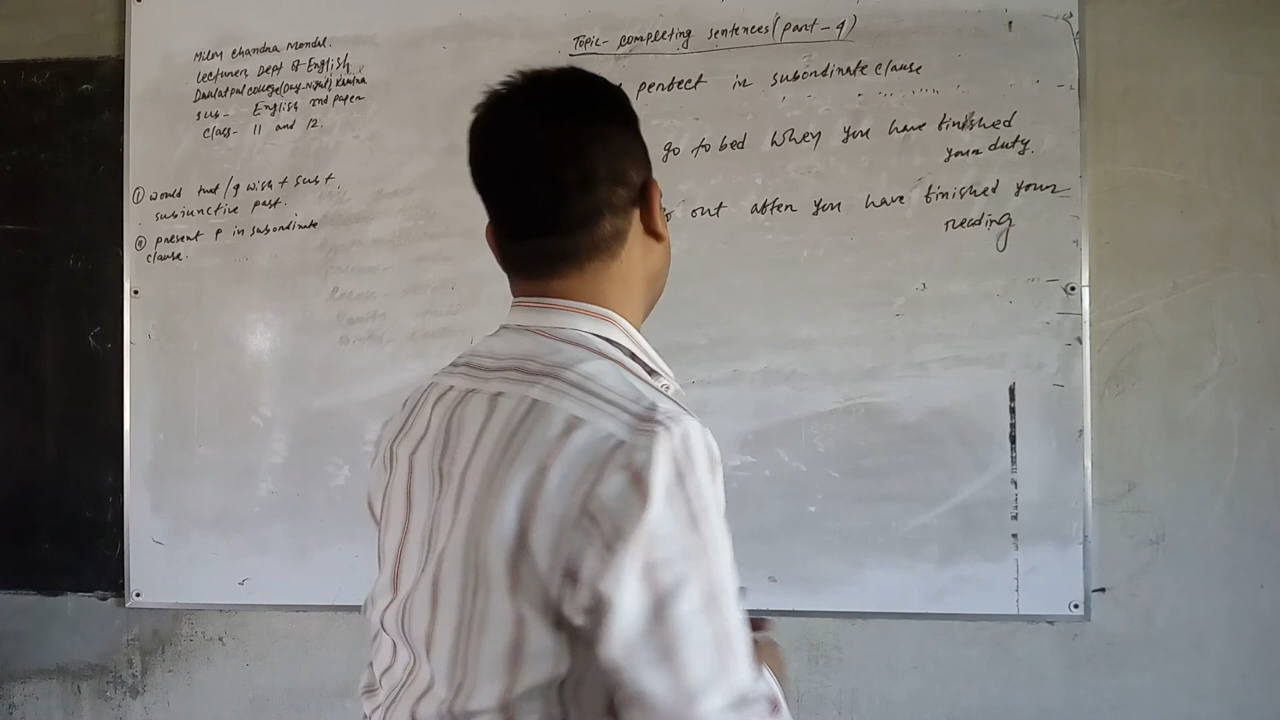 Miloy Chandra Mondal.
Lecturer, Dept of English
Daulatpul college(Day-Night), Khulna
sub- English 2nd paper
class- 11 and 12.
Topic- completing sentences(part-4)
① would that / I wish + sub +
subjunctive past.
② present p in subordinate
clause.
perfect in subordinate clause
go to bed when you have finished
your duty.
out after you have finished your
reading